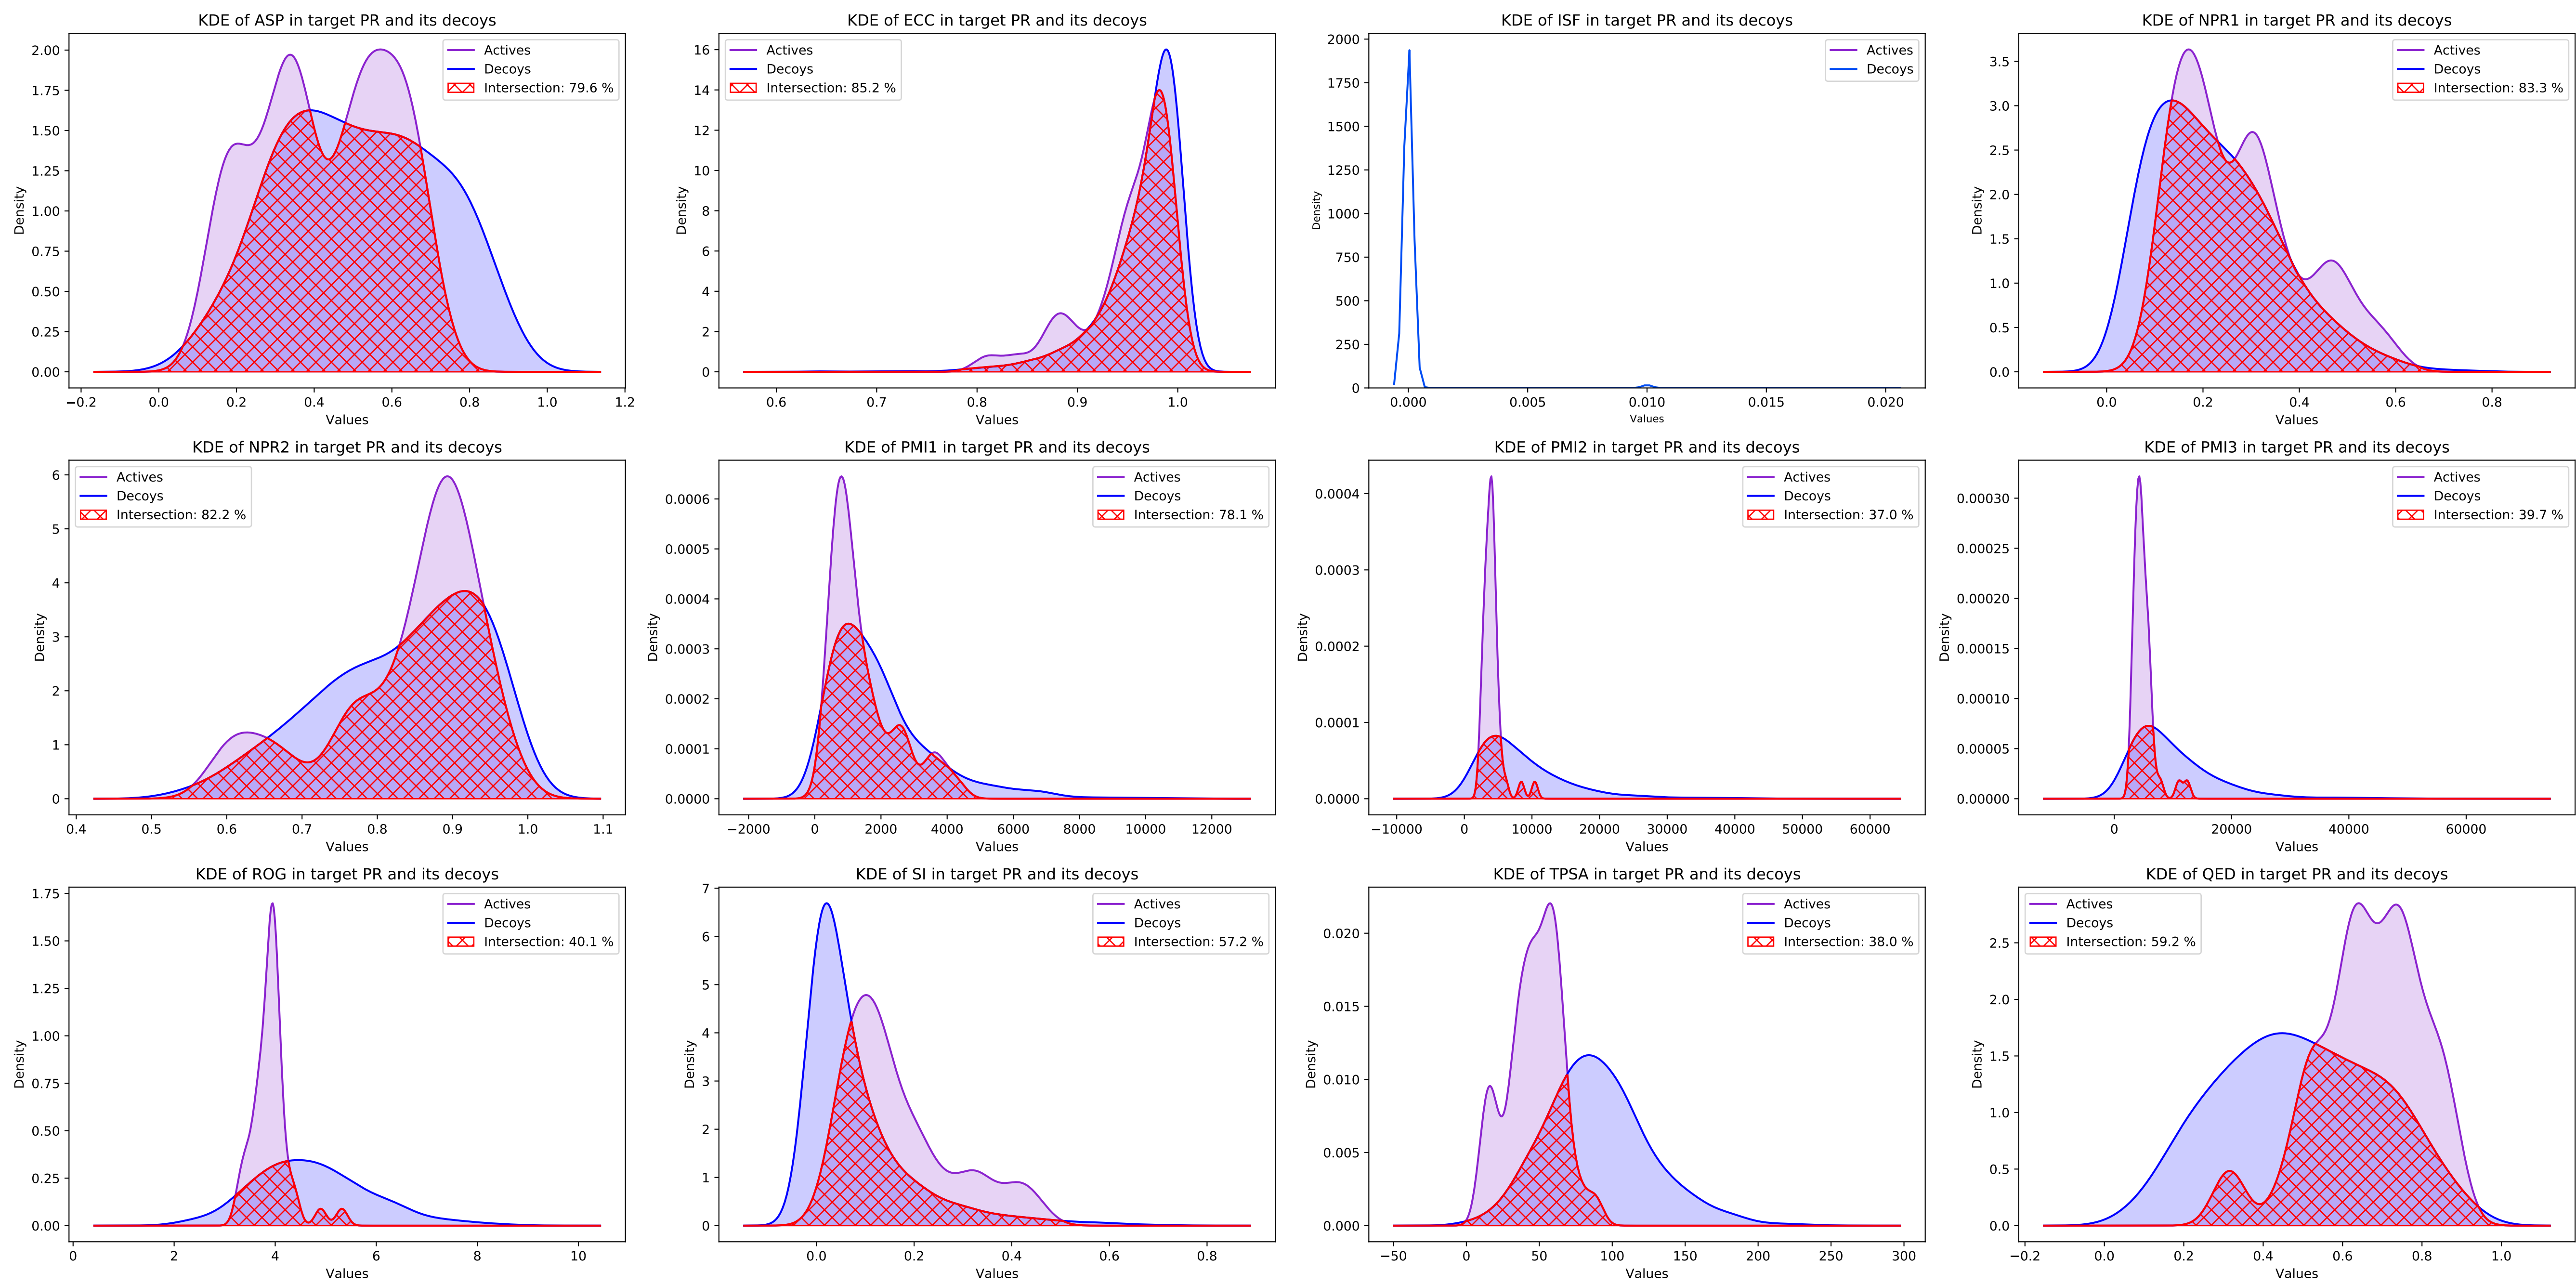 KDE of ASP in target PR and its decoys
Density
2.00
1.75
1.50
1.25
1.00
0.75
0.50
0.25
0.00
Actives
Decoys
Intersection: 79.6 %
−0.2 0.0 0.2 0.4 0.6 0.8 1.0 1.2
Values
KDE of ECC in target PR and its decoys
Density
16
14
12
10
8
6
4
2
0
Actives
Decoys
Intersection: 85.2 %
0.6 0.7 0.8 0.9 1.0
Values
KDE of ISF in target PR and its decoys
Density
2000
1750
1500
1250
1000
750
500
250
0
Actives
Decoys
0.000 0.005 0.010 0.015 0.020
Values
KDE of NPR1 in target PR and its decoys
Density
3.5
3.0
2.5
2.0
1.5
1.0
0.5
0.0
Actives
Decoys
Intersection: 83.3 %
0.0 0.2 0.4 0.6 0.8
Values
KDE of NPR2 in target PR and its decoys
Density
6
5
4
3
2
1
0
Actives
Decoys
Intersection: 82.2 %
0.4 0.5 0.6 0.7 0.8 0.9 1.0 1.1
Values
KDE of PMI1 in target PR and its decoys
Density
0.0006
0.0005
0.0004
0.0003
0.0002
0.0001
0.0000
Actives
Decoys
Intersection: 78.1 %
−2000 0 2000 4000 6000 8000 10000 12000
Values
KDE of PMI2 in target PR and its decoys
Density
0.0004
0.0003
0.0002
0.0001
0.0000
Actives
Decoys
Intersection: 37.0 %
−10000 0 10000 20000 30000 40000 50000 60000
Values
KDE of PMI3 in target PR and its decoys
Density
0.00030
0.00025
0.00020
0.00015
0.00010
0.00005
0.00000
Actives
Decoys
Intersection: 39.7 %
0 20000 40000 60000
Values
KDE of ROG in target PR and its decoys
Density
1.75
1.50
1.25
1.00
0.75
0.50
0.25
0.00
Actives
Decoys
Intersection: 40.1 %
0 2 4 6 8 10
Values
KDE of SI in target PR and its decoys
Density
7
6
5
4
3
2
1
0
Actives
Decoys
Intersection: 57.2 %
0.0 0.2 0.4 0.6 0.8
Values
KDE of TPSA in target PR and its decoys
Density
0.020
0.015
0.010
0.005
0.000
Actives
Decoys
Intersection: 38.0 %
−50 0 50 100 150 200 250 300
Values
KDE of QED in target PR and its decoys
Density
2.5
2.0
1.5
1.0
0.5
0.0
Actives
Decoys
Intersection: 59.2 %
−0.2 0.0 0.2 0.4 0.6 0.8 1.0
Values